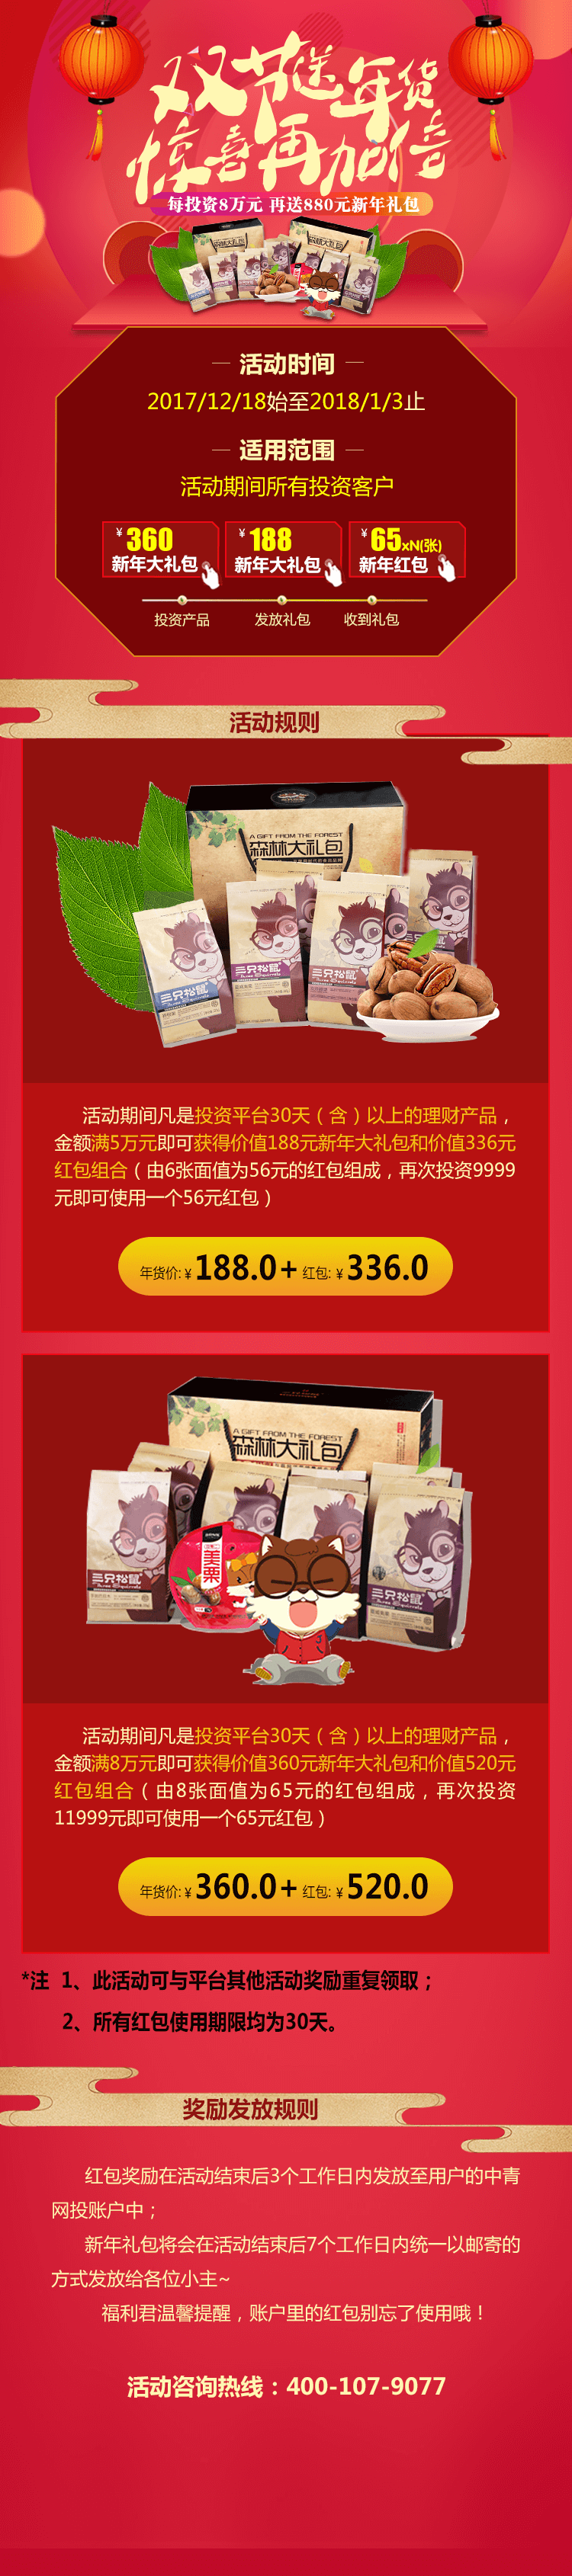 双节送年货
惊喜再加倍
每投资8万元 再送880元新年礼包
活动时间
2017/12/18始至2018/1/3止
适用范围
活动期间所有投资客户
¥360
新年大礼包
¥188
新年大礼包
¥65xN(张)
新年红包
投资产品
发放礼包
收到礼包
活动规则
A GIFT FROM THE FOREST
森林大礼包
三只松鼠
Three Squirrels
三只松鼠
Three Squirrels
三只松鼠
活动期间凡是投资平台30天（含）以上的理财产品，
金额满5万元即可获得价值188元新年大礼包和价值336元
红包组合（由6张面值为56元的红包组成，再次投资9999
元即可使用一个56元红包）
年货价: ¥ 188.0+ 红包: ¥ 336.0
A GIFT FROM THE FOREST
森林大礼包
三只松鼠
Three Squirrels
美栗
三只松鼠
Three Squirrels
活动期间凡是投资平台30天（含）以上的理财产品，
金额满8万元即可获得价值360元新年大礼包和价值520元
红包组合（由8张面值为65元的红包组成，再次投资
11999元即可使用一个65元红包）
年货价: ¥ 360.0+ 红包: ¥ 520.0
*注 1、此活动可与平台其他活动奖励重复领取；
2、所有红包使用期限均为30天。
奖励发放规则
红包奖励在活动结束后3个工作日内发放至用户的中青
网投账户中；
新年礼包将会在活动结束后7个工作日内统一以邮寄的
方式发放给各位小主~
福利君温馨提醒，账户里的红包别忘了使用哦！
活动咨询热线：400-107-9077